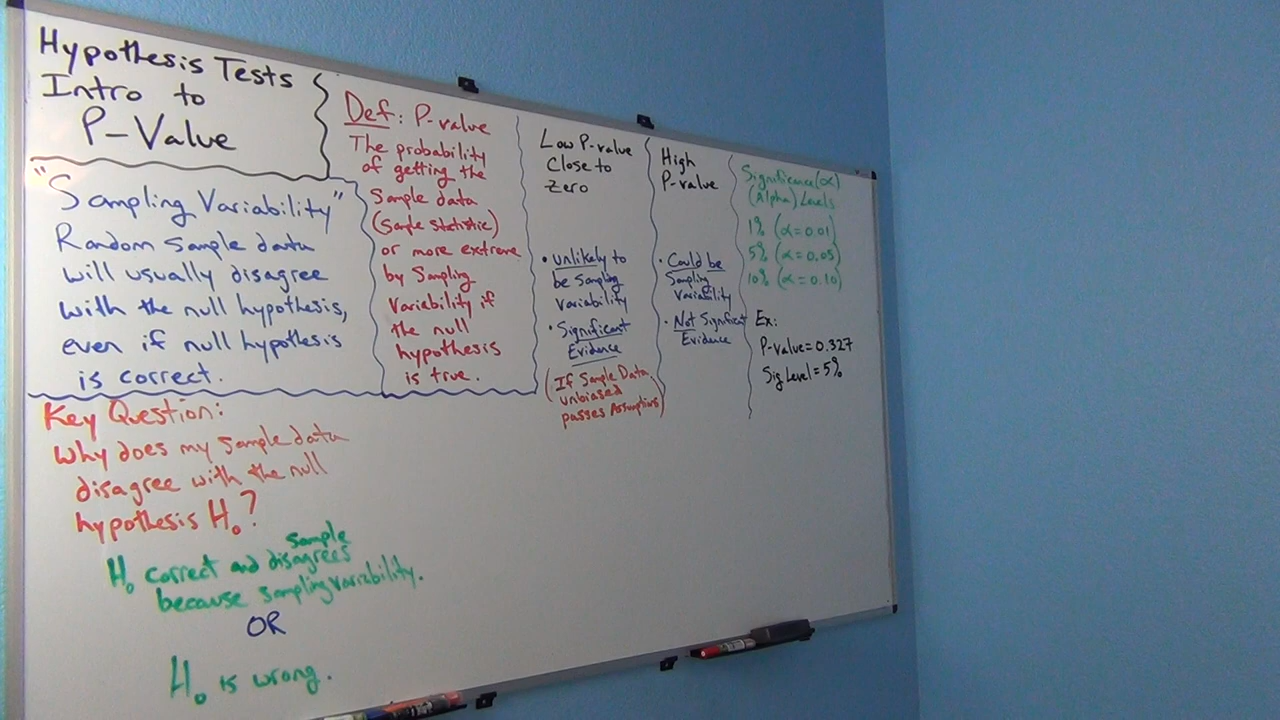 Hypothesis Tests
Intro to
P-Value
"Sampling Variability"
Random sample data
will usually disagree
with the null hypothesis,
even if null hypothesis
is correct.
Key Question:
Why does my sample data
disagree with the null
hypothesis H₀?
sample
H₀ correct and disagrees
because sampling variability.
OR
H₀ is wrong.
Def: P-value
The probability
of getting the
Sample data
(sample statistic)
or more extreme
by Sampling
Variability if
the null
hypothesis
is true.
Low P-value
Close to
Zero
• unlikely to
be Sampling
variability
• Significant
Evidence
(If Sample Data
unbiased
passes Assumptions)
High
P-value
• Could be
Sampling
variability
• Not Significant
Evidence
Significance (α)
(Alpha) Levels
1% (α = 0.01)
5% (α = 0.05)
10% (α = 0.10)
Ex:
P-value = 0.327
Sig Level = 5%